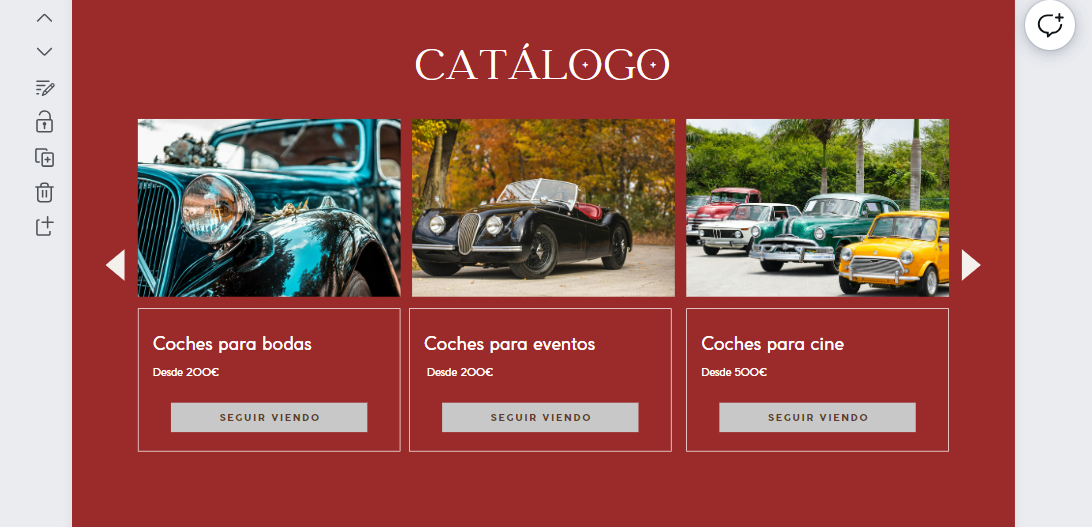 CATÁLOGO
Coches para bodas
Desde 200€
SEGUIR VIENDO
Coches para eventos
Desde 200€
SEGUIR VIENDO
Coches para cine
Desde 500€
SEGUIR VIENDO